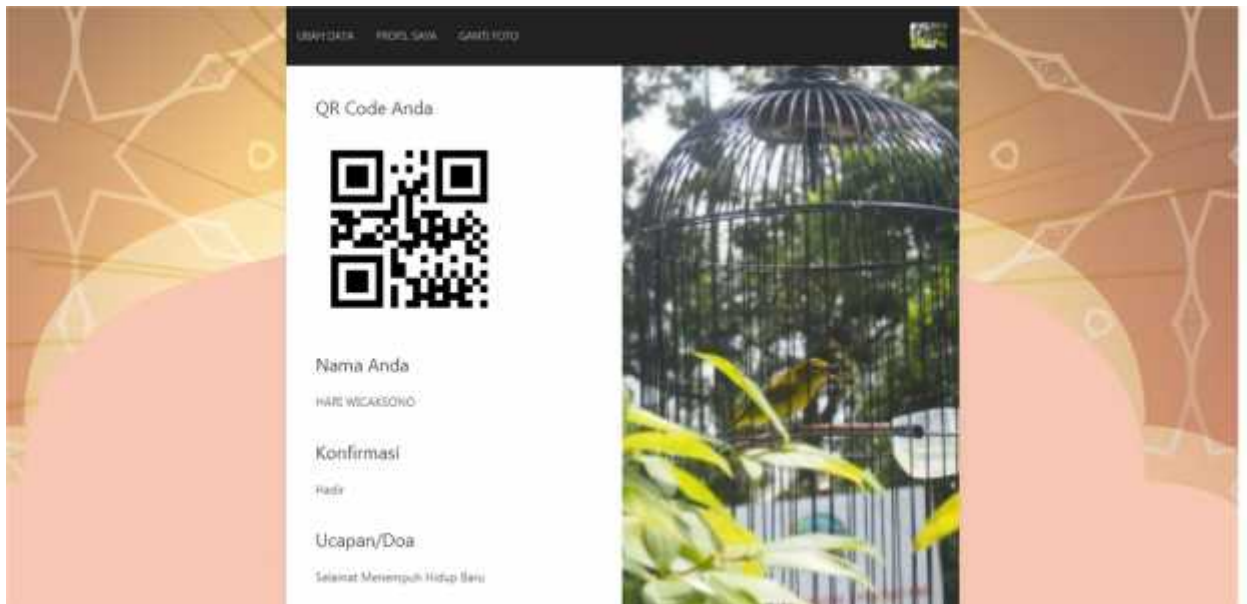 UBAH DATA PROFIL SAYA GANTI FOTO
QR Code Anda
Nama Anda
HARI WICAKSONO
Konfirmasi
Hadir
Ucapan/Doa
Selamat Menempuh Hidup Baru